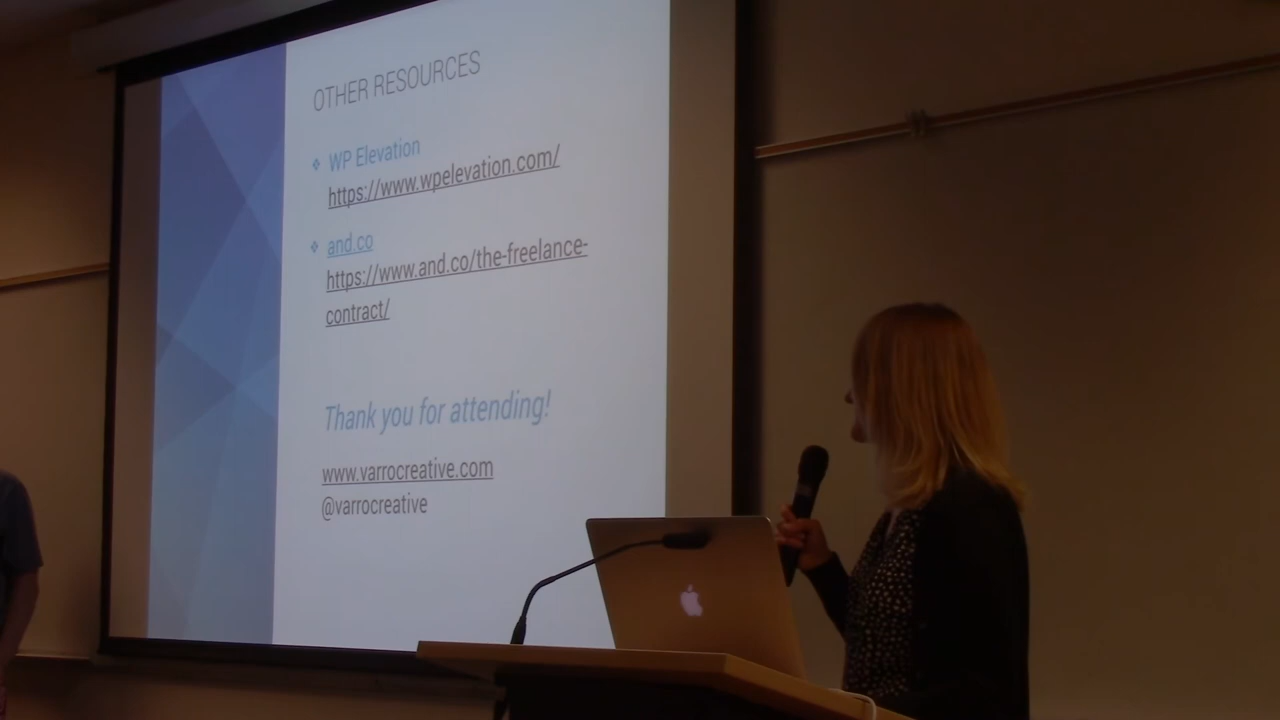 OTHER RESOURCES
WP Elevation
https://www.wpelevation.com/
and.co
https://www.and.co/the-freelance-
contract/
Thank you for attending!
www.varrocreative.com
@varrocreative